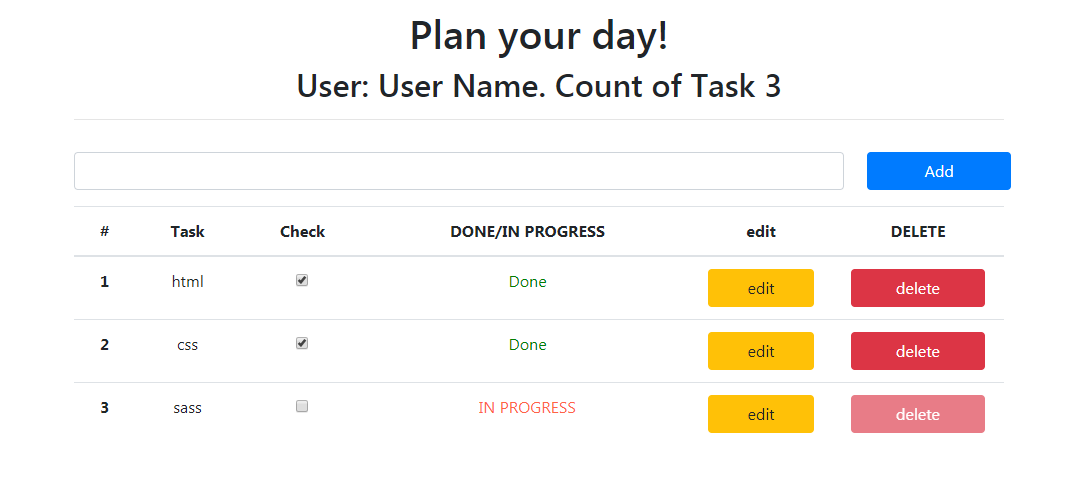 Plan your day!
User: User Name. Count of Task 3
Add
# Task Check DONE/IN PROGRESS edit DELETE
1 html Done edit delete
2 css Done edit delete
3 sass IN PROGRESS edit delete